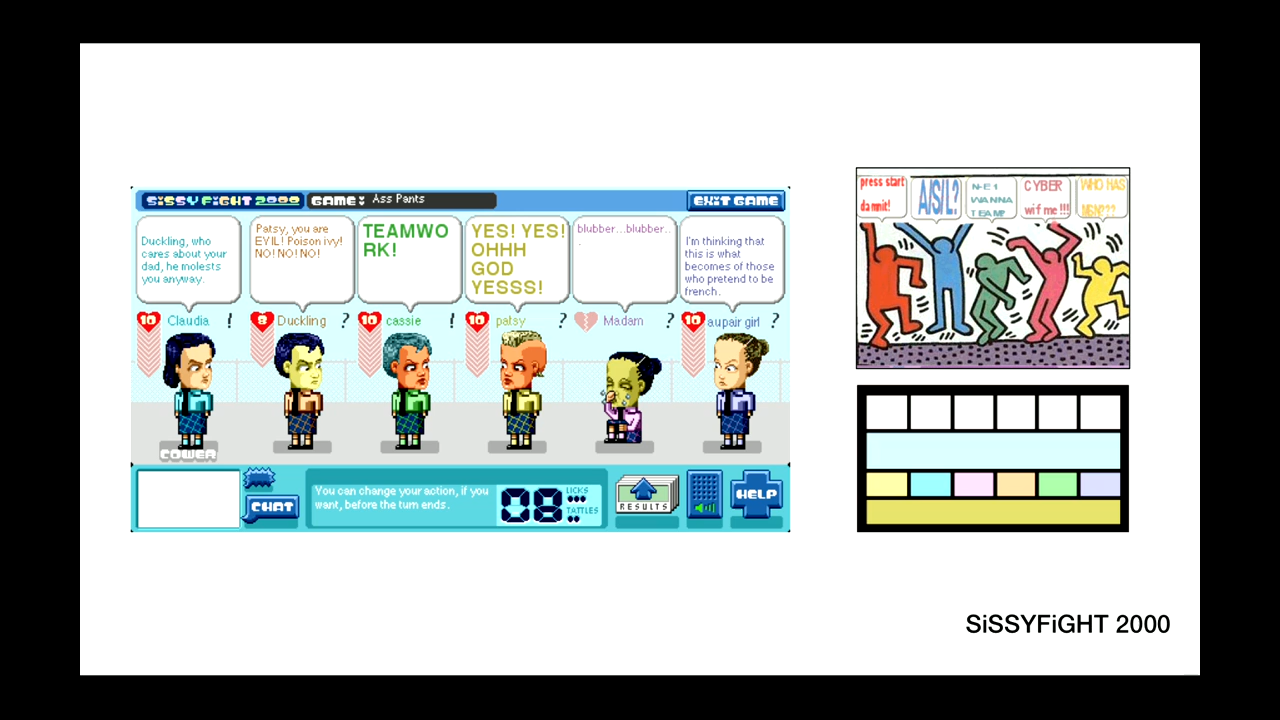 SiSSYFiGHT 2000 GAME: Ass Pants EXIT GAME
Duckling, who
cares about your
dad, he molests
you anyway.
Patsy, you are
EVIL! Poison ivy!
NO! NO! NO!
TEAMWO
RK!
YES! YES!
OHHH
GOD
YESSS!
blubber...blubber..
.
I'm thinking that
this is what
becomes of those
who pretend to be
french.
10 Claudia !
8 Duckling ?
10 cassie !
10 patsy ?
Madam ?
10 aupair girl ?
COWER
CHAT
You can change your action, if you
want, before the turn ends.
08
LICKS
TATTLES
RESULTS
HELP
press start
damnit!
A/S/L?
N-E1
WANNA
TEAM?
CYBER
wif me !!!
WHO HAS
MSN???
SiSSYFiGHT 2000